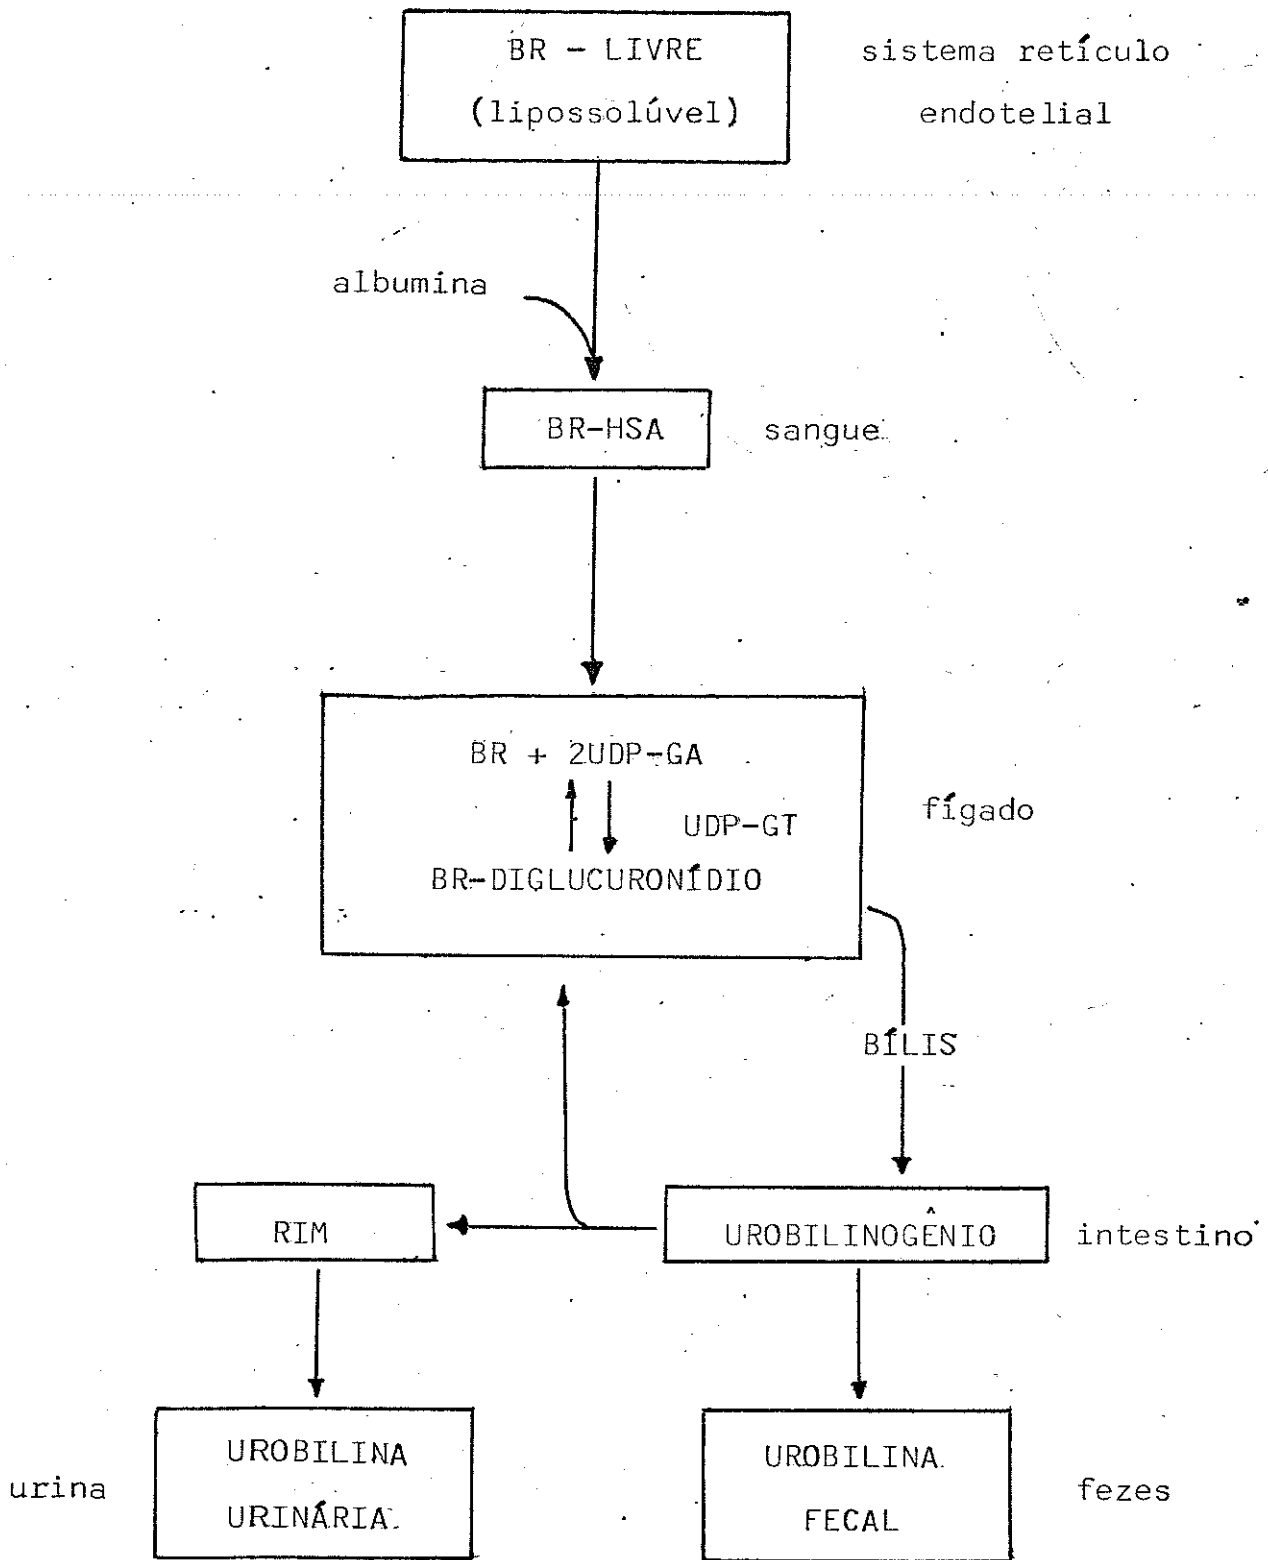 BR - LIVRE
(lipossolúvel)
sistema retículo
endotelial
albumina
BR-HSA
sangue
BR + 2UDP-GA
UDP-GT
BR-DIGLUCURONÍDIO
fígado
BÍLIS
RIM
UROBILINOGÊNIO
intestino
urina
UROBILINA
URINÁRIA
UROBILINA
FECAL
fezes